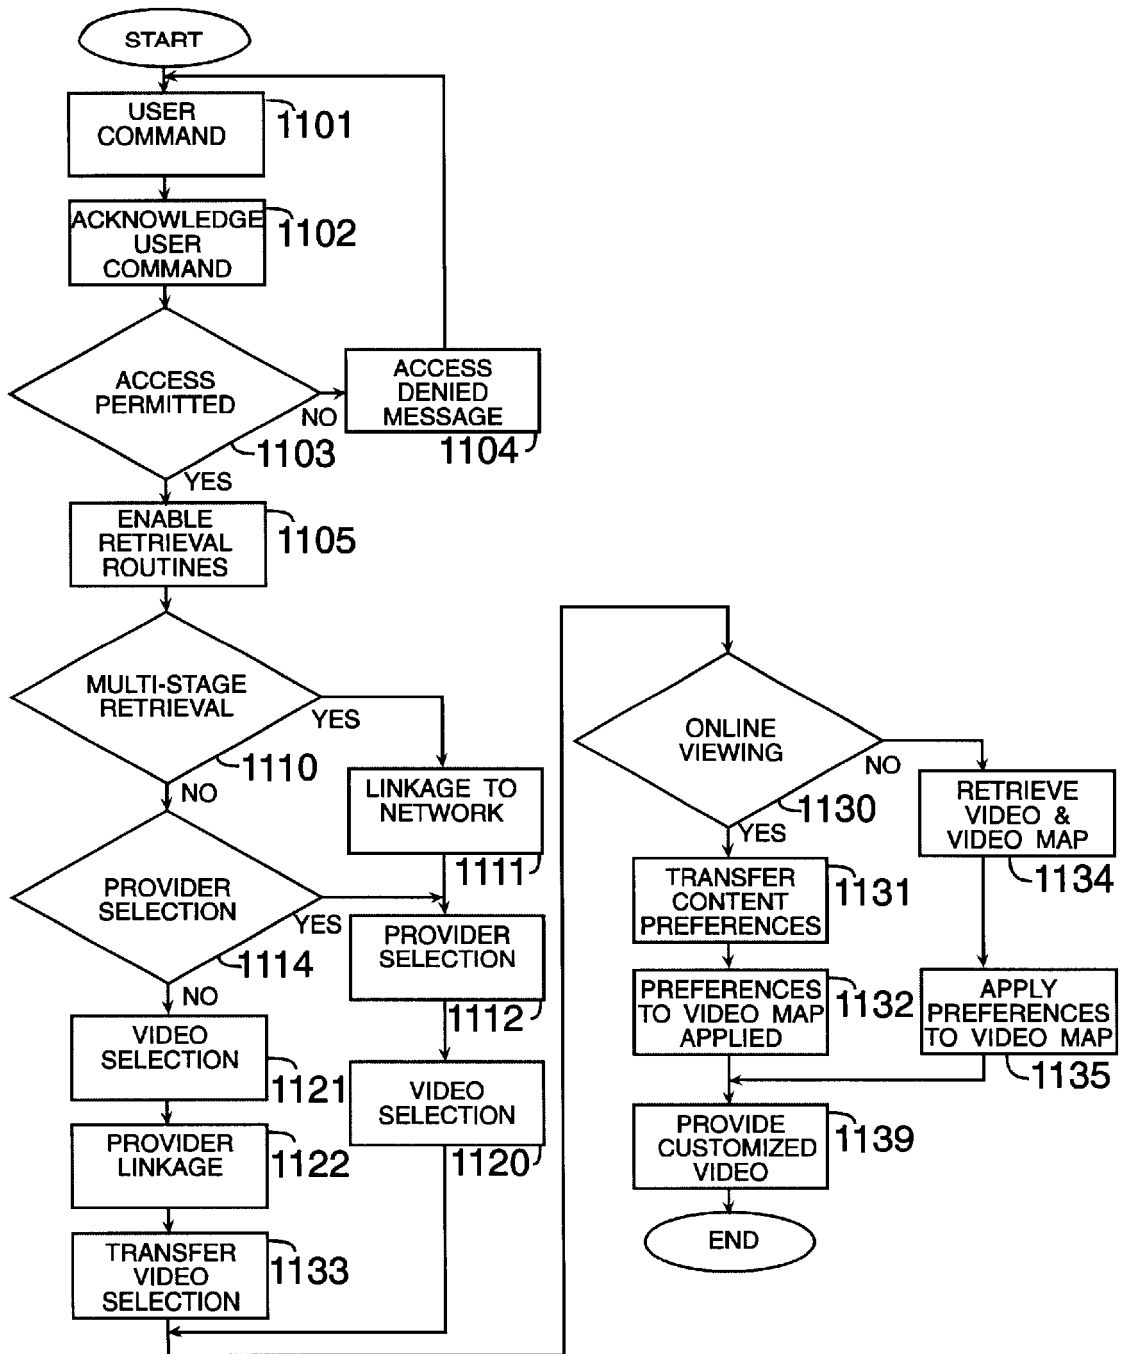 START
USER
COMMAND
1101
ACKNOWLEDGE
USER
COMMAND
1102
ACCESS
PERMITTED
NO
1103
YES
ACCESS
DENIED
MESSAGE
1104
ENABLE
RETRIEVAL
ROUTINES
1105
MULTI-STAGE
RETRIEVAL
YES
1110
NO
LINKAGE TO
NETWORK
1111
PROVIDER
SELECTION
YES
1114
NO
PROVIDER
SELECTION
1112
VIDEO
SELECTION
1121
VIDEO
SELECTION
1120
PROVIDER
LINKAGE
1122
TRANSFER
VIDEO
SELECTION
1133
ONLINE
VIEWING
NO
1130
YES
RETRIEVE
VIDEO &
VIDEO MAP
1134
TRANSFER
CONTENT
PREFERENCES
1131
PREFERENCES
TO VIDEO MAP
APPLIED
1132
APPLY
PREFERENCES
TO VIDEO MAP
1135
PROVIDE
CUSTOMIZED
VIDEO
1139
END